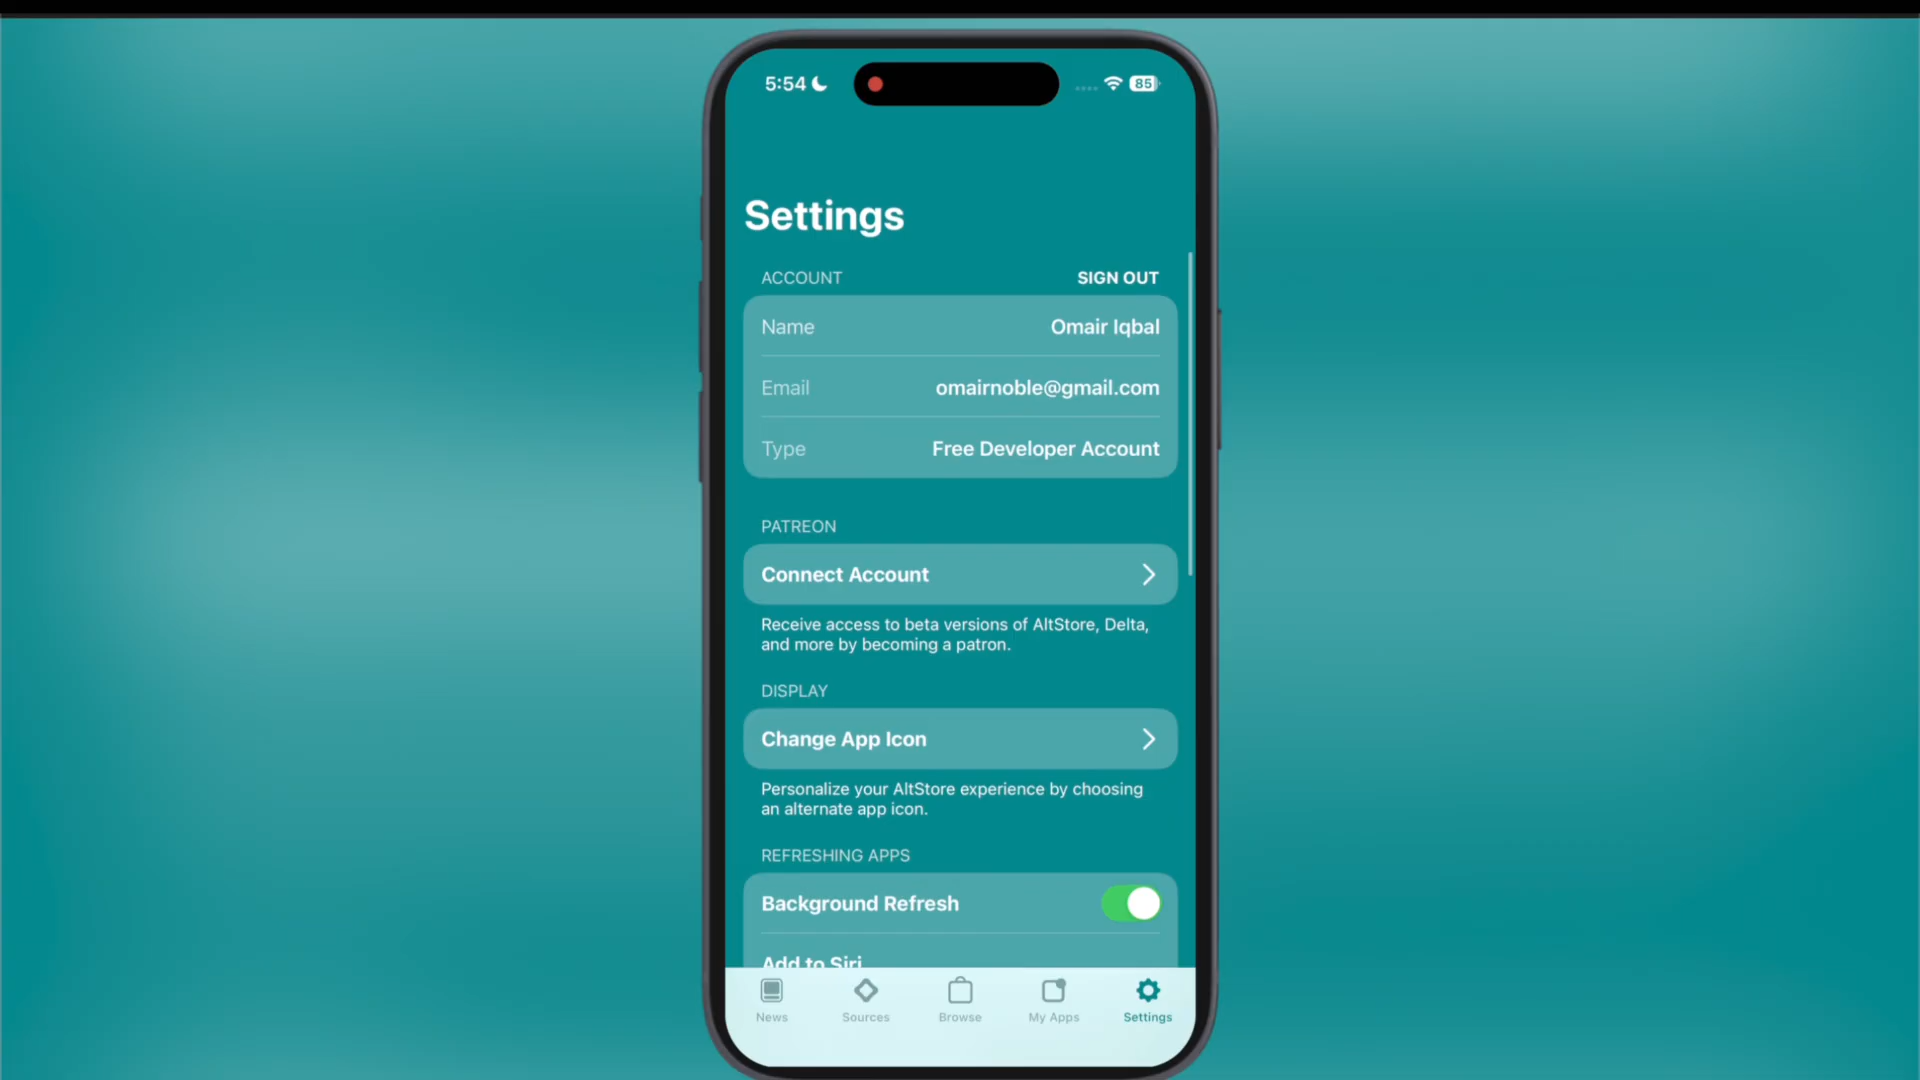 5:54
85
Settings
ACCOUNT
SIGN OUT
Name
Omair Iqbal
Email
omairnoble@gmail.com
Type
Free Developer Account
PATREON
Connect Account
Receive access to beta versions of AltStore, Delta,
and more by becoming a patron.
DISPLAY
Change App Icon
Personalize your AltStore experience by choosing
an alternate app icon.
REFRESHING APPS
Background Refresh
Add to Siri
News
Sources
Browse
My Apps
Settings